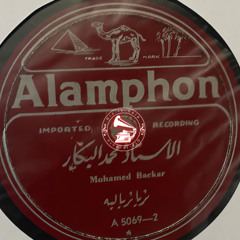 TRADE MARK
Alamphon
IMPORTED RECORDING
الاستاذ محمد البكار
Mohamed Backar
A 5069—2